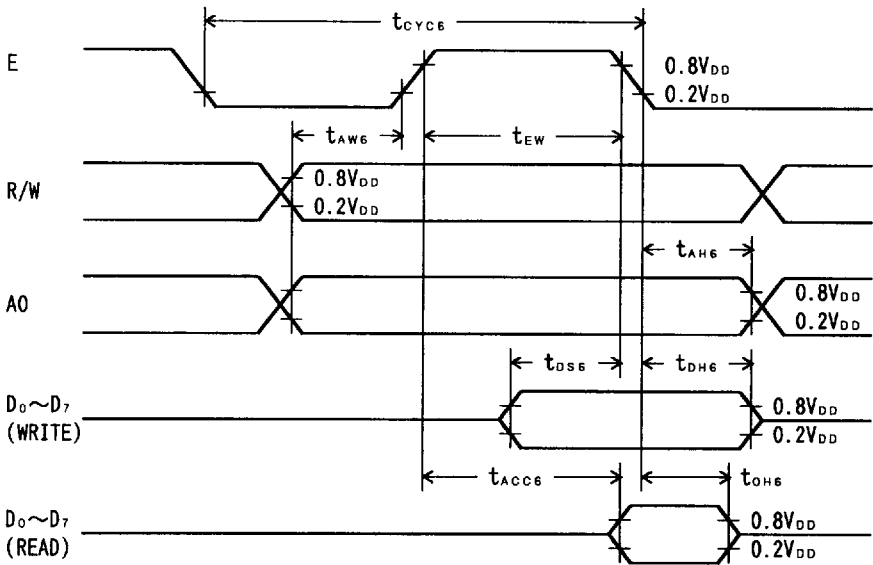 tCYC6
E
0.8VDD
0.2VDD
tAW6
tEW
R/W
0.8VDD
0.2VDD
tAH6
A0
0.8VDD
0.2VDD
tDS6
tDH6
D0~D7
(WRITE)
0.8VDD
0.2VDD
tACC6
tOH6
D0~D7
(READ)
0.8VDD
0.2VDD